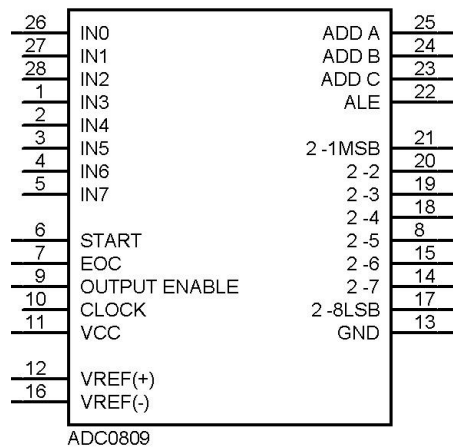 26 IN0 ADD A 25
27 IN1 ADD B 24
28 IN2 ADD C 23
1 IN3 ALE 22
2 IN4
3 IN5 2 -1MSB 21
4 IN6 2 -2 20
5 IN7 2 -3 19
2 -4 18
6 START 2 -5 8
7 EOC 2 -6 15
9 OUTPUT ENABLE 2 -7 14
10 CLOCK 2 -8LSB 17
11 VCC GND 13
12 VREF(+)
16 VREF(-)
ADC0809